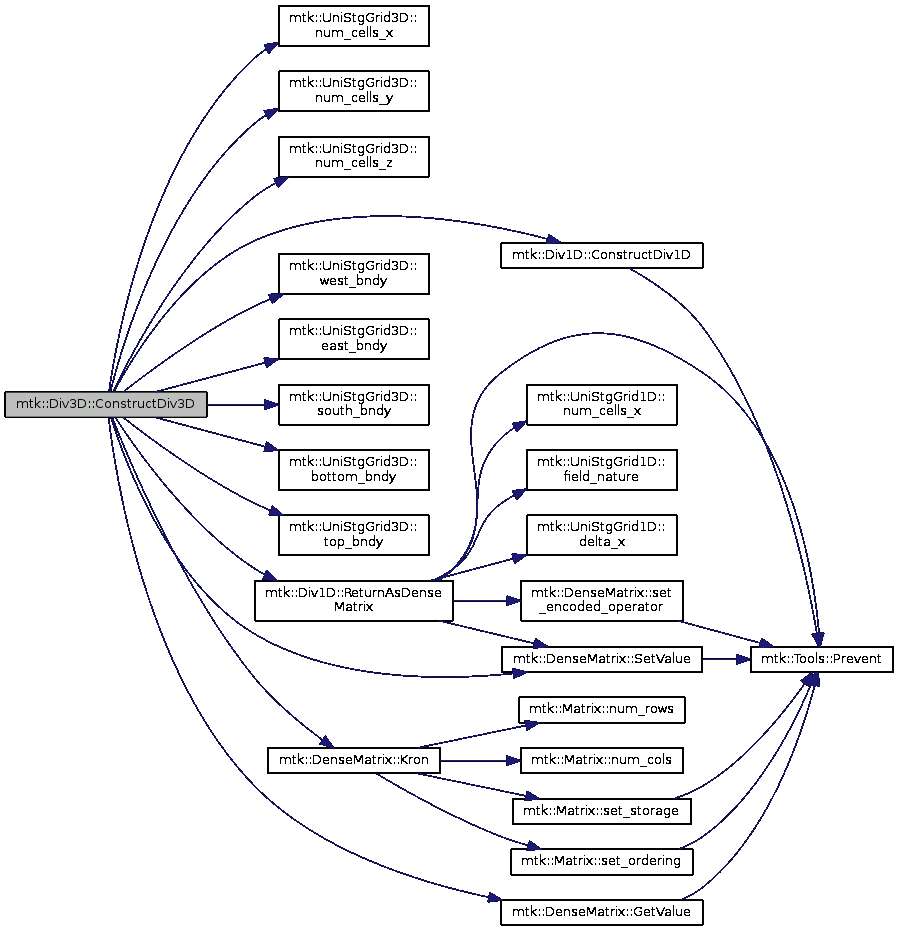 mtk::UniStgGrid3D::
num_cells_x
mtk::UniStgGrid3D::
num_cells_y
mtk::UniStgGrid3D::
num_cells_z
mtk::Div1D::ConstructDiv1D
mtk::UniStgGrid3D::
west_bndy
mtk::UniStgGrid3D::
east_bndy
mtk::Div3D::ConstructDiv3D
mtk::UniStgGrid3D::
south_bndy
mtk::UniStgGrid1D::
num_cells_x
mtk::UniStgGrid3D::
bottom_bndy
mtk::UniStgGrid1D::
field_nature
mtk::UniStgGrid3D::
top_bndy
mtk::UniStgGrid1D::
delta_x
mtk::Div1D::ReturnAsDense
Matrix
mtk::DenseMatrix::set
_encoded_operator
mtk::DenseMatrix::SetValue
mtk::Tools::Prevent
mtk::Matrix::num_rows
mtk::DenseMatrix::Kron
mtk::Matrix::num_cols
mtk::Matrix::set_storage
mtk::Matrix::set_ordering
mtk::DenseMatrix::GetValue